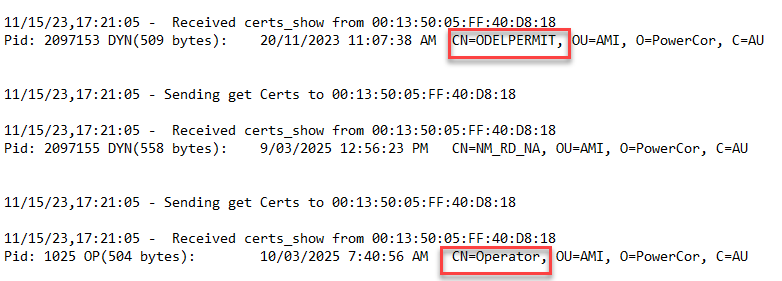 11/15/23,17:21:05 -  Received certs_show from 00:13:50:05:FF:40:D8:18
Pid: 2097153 DYN(509 bytes):    20/11/2023 11:07:38 AM  CN=ODELPERMIT, OU=AMI, O=PowerCor, C=AU
11/15/23,17:21:05 - Sending get Certs to 00:13:50:05:FF:40:D8:18
11/15/23,17:21:05 -  Received certs_show from 00:13:50:05:FF:40:D8:18
Pid: 2097155 DYN(558 bytes):    9/03/2025 12:56:23 PM   CN=NM_RD_NA, OU=AMI, O=PowerCor, C=AU
11/15/23,17:21:05 - Sending get Certs to 00:13:50:05:FF:40:D8:18
11/15/23,17:21:05 -  Received certs_show from 00:13:50:05:FF:40:D8:18
Pid: 1025 OP(504 bytes):        10/03/2025 7:40:56 AM   CN=Operator, OU=AMI, O=PowerCor, C=AU